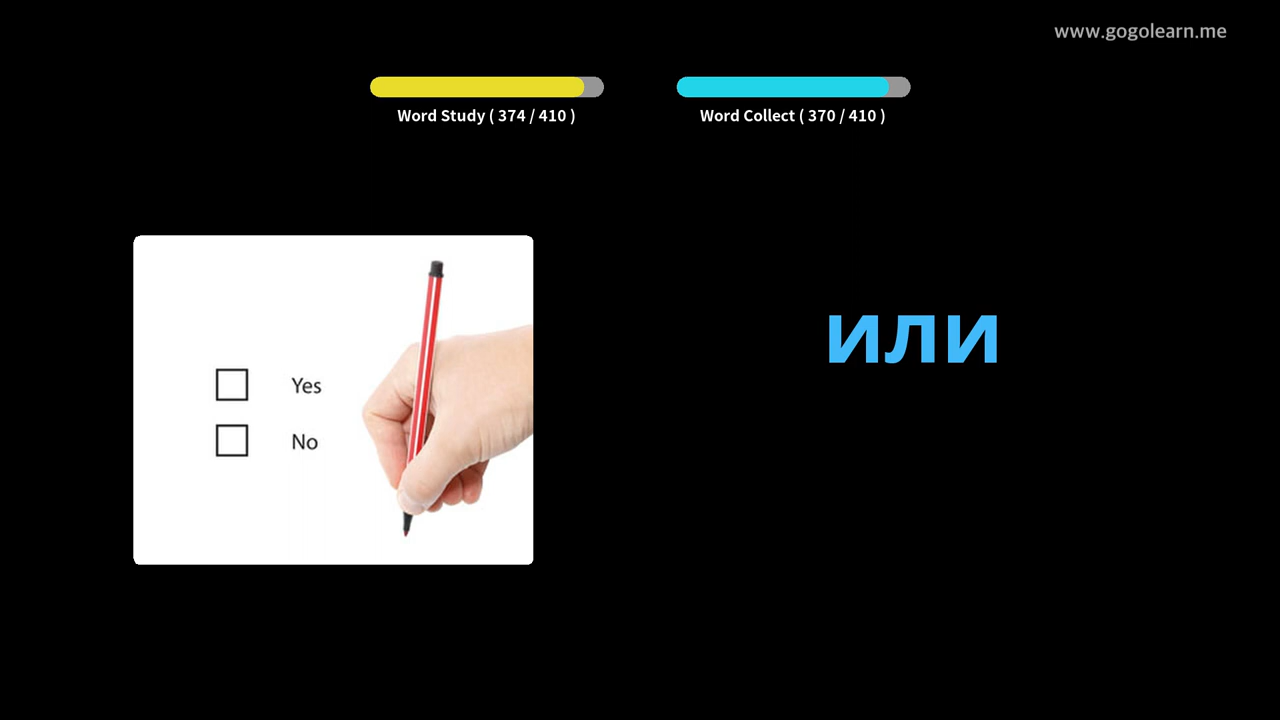 www.gogolearn.me
Word Study ( 374 / 410 )
Word Collect ( 370 / 410 )
Yes
No
или